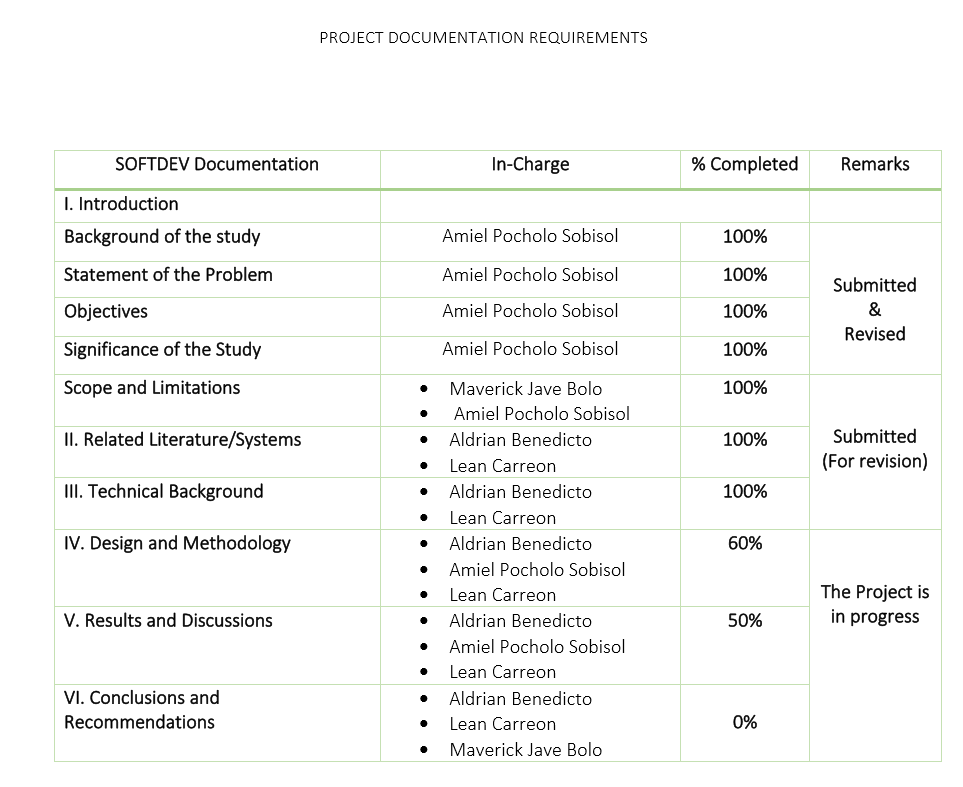 PROJECT DOCUMENTATION REQUIREMENTS
SOFTDEV Documentation In-Charge % Completed Remarks
I. Introduction
Background of the study Amiel Pocholo Sobisol 100%
Statement of the Problem Amiel Pocholo Sobisol 100%
Objectives Amiel Pocholo Sobisol 100%
Significance of the Study Amiel Pocholo Sobisol 100%
Submitted
&
Revised
Scope and Limitations • Maverick Jave Bolo 100%
• Amiel Pocholo Sobisol
II. Related Literature/Systems • Aldrian Benedicto 100%
• Lean Carreon
III. Technical Background • Aldrian Benedicto 100%
• Lean Carreon
Submitted
(For revision)
IV. Design and Methodology • Aldrian Benedicto 60%
• Amiel Pocholo Sobisol
• Lean Carreon
V. Results and Discussions • Aldrian Benedicto 50%
• Amiel Pocholo Sobisol
• Lean Carreon
VI. Conclusions and • Aldrian Benedicto
Recommendations • Lean Carreon 0%
• Maverick Jave Bolo
The Project is
in progress